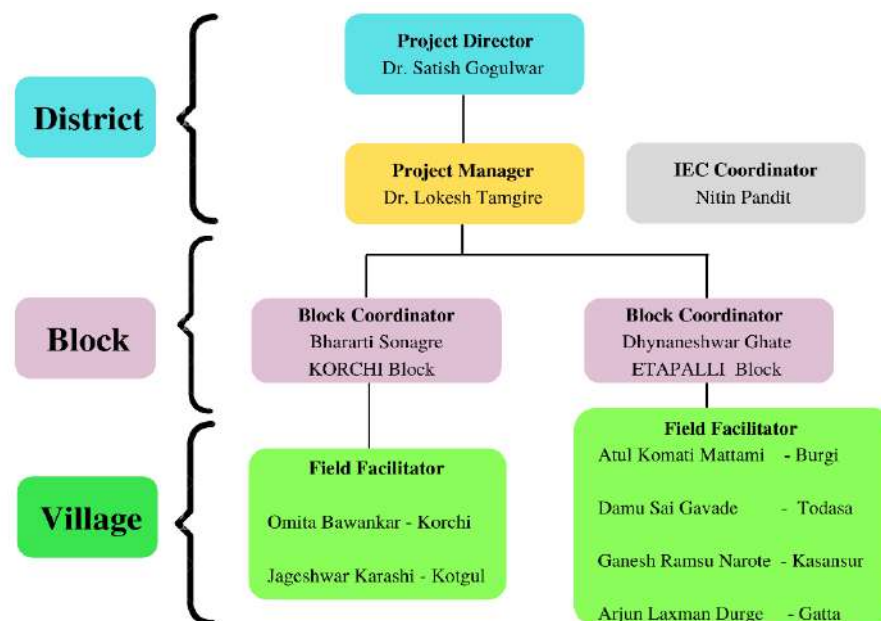 District
Project Director
Dr. Satish Gogulwar
Project Manager
Dr. Lokesh Tamgire
IEC Coordinator
Nitin Pandit
Block
Block Coordinator
Bhararti Sonagre
KORCHI Block
Block Coordinator
Dhynaneshwar Ghate
ETAPALLI Block
Village
Field Facilitator
Omita Bawankar - Korchi
Jageshwar Karashi - Kotgul
Field Facilitator
Atul Komati Mattami - Burgi
Damu Sai Gavade - Todasa
Ganesh Ramsu Narote - Kasansur
Arjun Laxman Durge - Gatta